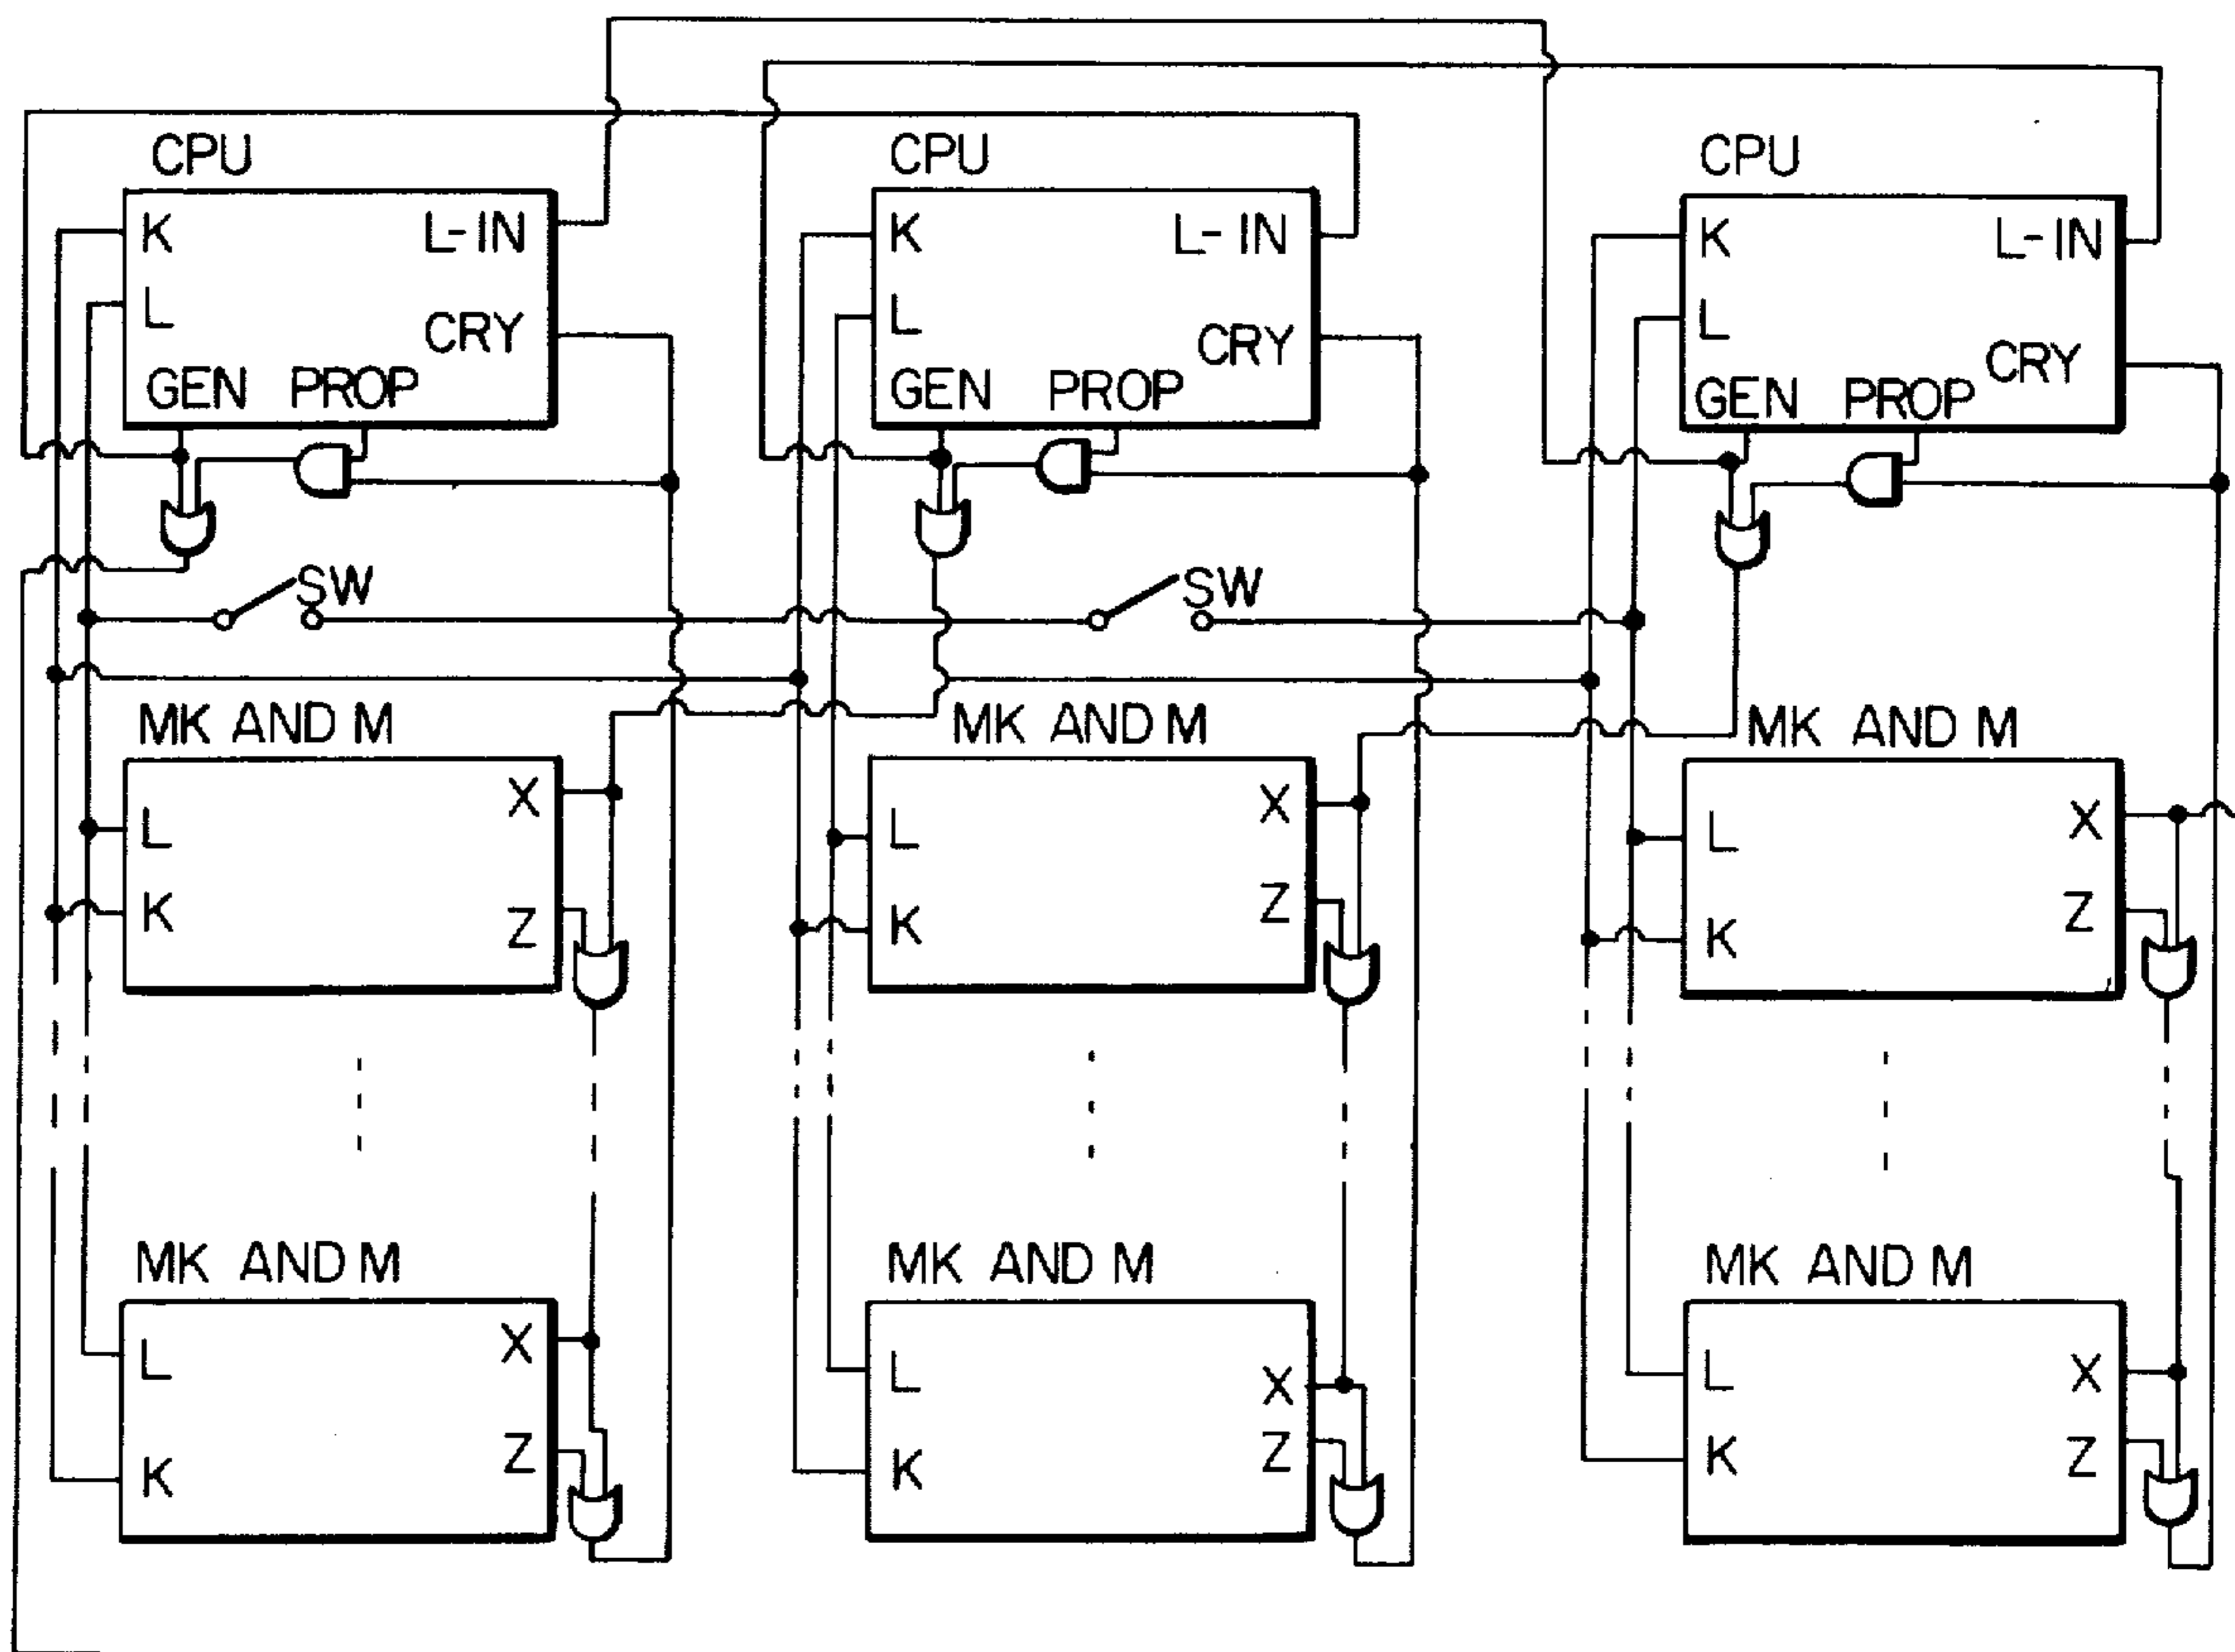 CPU CPU CPU
K L-IN K L-IN K L-IN
L CRY L CRY L CRY
GEN PROP GEN PROP GEN PROP
SW SW
MK AND M MK AND M MK AND M
X X X
L L L
Z Z Z
K K K
MK AND M MK AND M MK AND M
X X X
L L L
Z Z Z
K K K